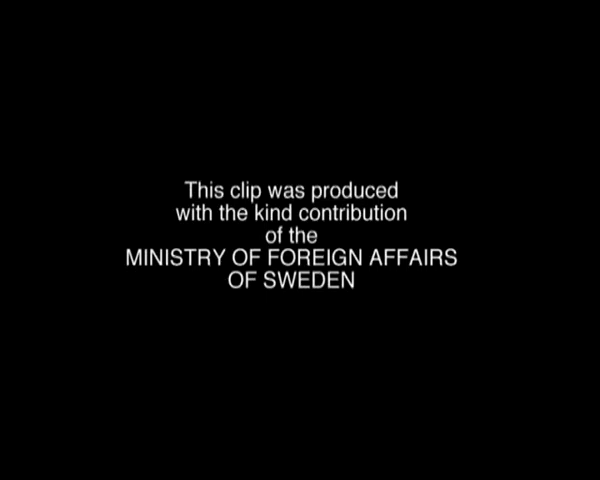 This clip was produced
with the kind contribution
of the
MINISTRY OF FOREIGN AFFAIRS
OF SWEDEN